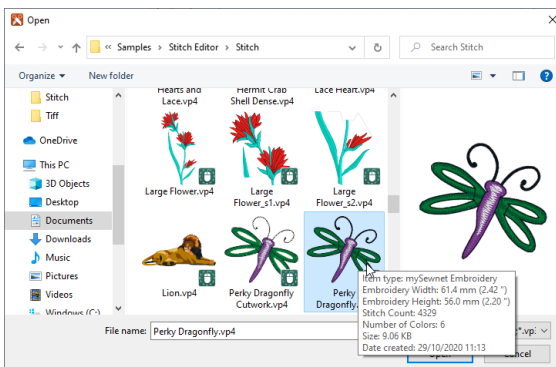 Open
« Samples › Stitch Editor › Stitch
Search Stitch
Organize
New folder
?
Stitch
Tiff
OneDrive
This PC
3D Objects
Desktop
Documents
Downloads
Music
Pictures
Videos
Windows (C:)
Hearts and Lace.vp4
Hermit Crab Shell Dense.vp4
Lace Heart.vp4
Large Flower.vp4
Large Flower_s1.vp4
Large Flower_s2.vp4
Lion.vp4
Perky Dragonfly Cutwork.vp4
Perky Dragonfly.
Item type: mySewnet Embroidery
Embroidery Width: 61.4 mm (2.42 ")
Embroidery Height: 56.0 mm (2.20 ")
Stitch Count: 4329
Number of Colors: 6
Size: 9.06 KB
Date created: 29/10/2020 11:13
File name:
Perky Dragonfly.vp4